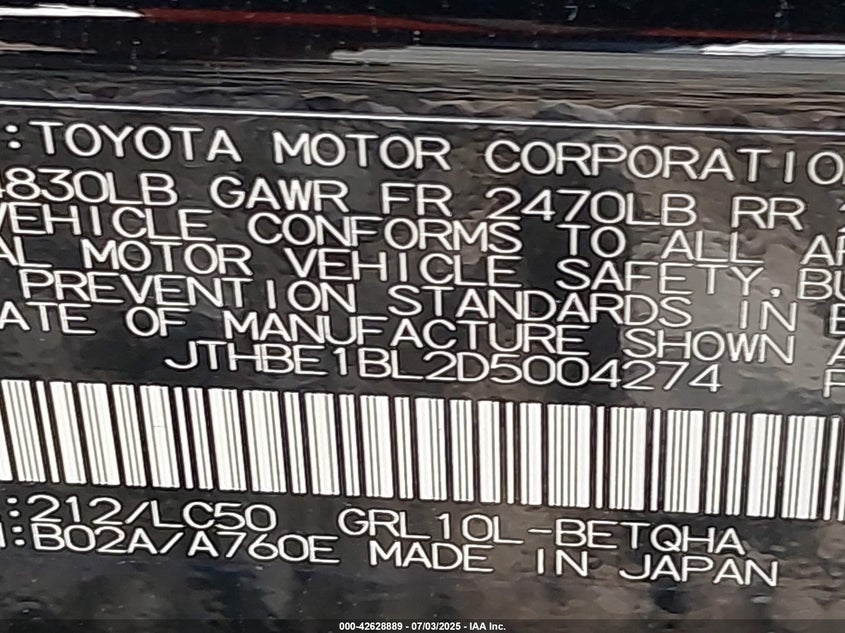 :TOYOTA MOTOR CORPORATIO
4830LB GAWR FR 2470LB RR
VEHICLE CONFORMS TO ALL AP
AL MOTOR VEHICLE SAFETY, BU
PREVENTION STANDARDS IN E
ATE OF MANUFACTURE SHOWN A
JTHBE1BL2D5004274
:212/LC50 GRL10L-BETQHA
:B02A/A760E MADE IN JAPAN
000-42628889 - 07/03/2025 - IAA Inc.